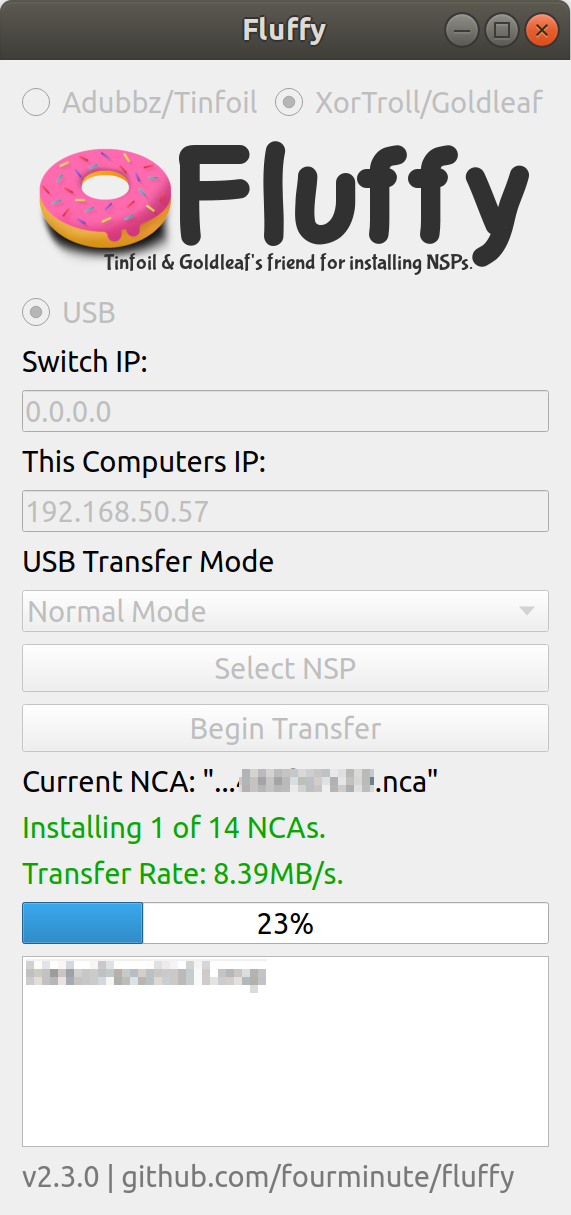 Fluffy
Adubbz/Tinfoil XorTroll/Goldleaf
Fluffy
Tinfoil & Goldleaf's friend for installing NSPs.
USB
Switch IP:
0.0.0.0
This Computers IP:
192.168.50.57
USB Transfer Mode
Normal Mode
Select NSP
Begin Transfer
Current NCA: "... .nca"
Installing 1 of 14 NCAs.
Transfer Rate: 8.39MB/s.
23%
v2.3.0 | github.com/fourminute/fluffy